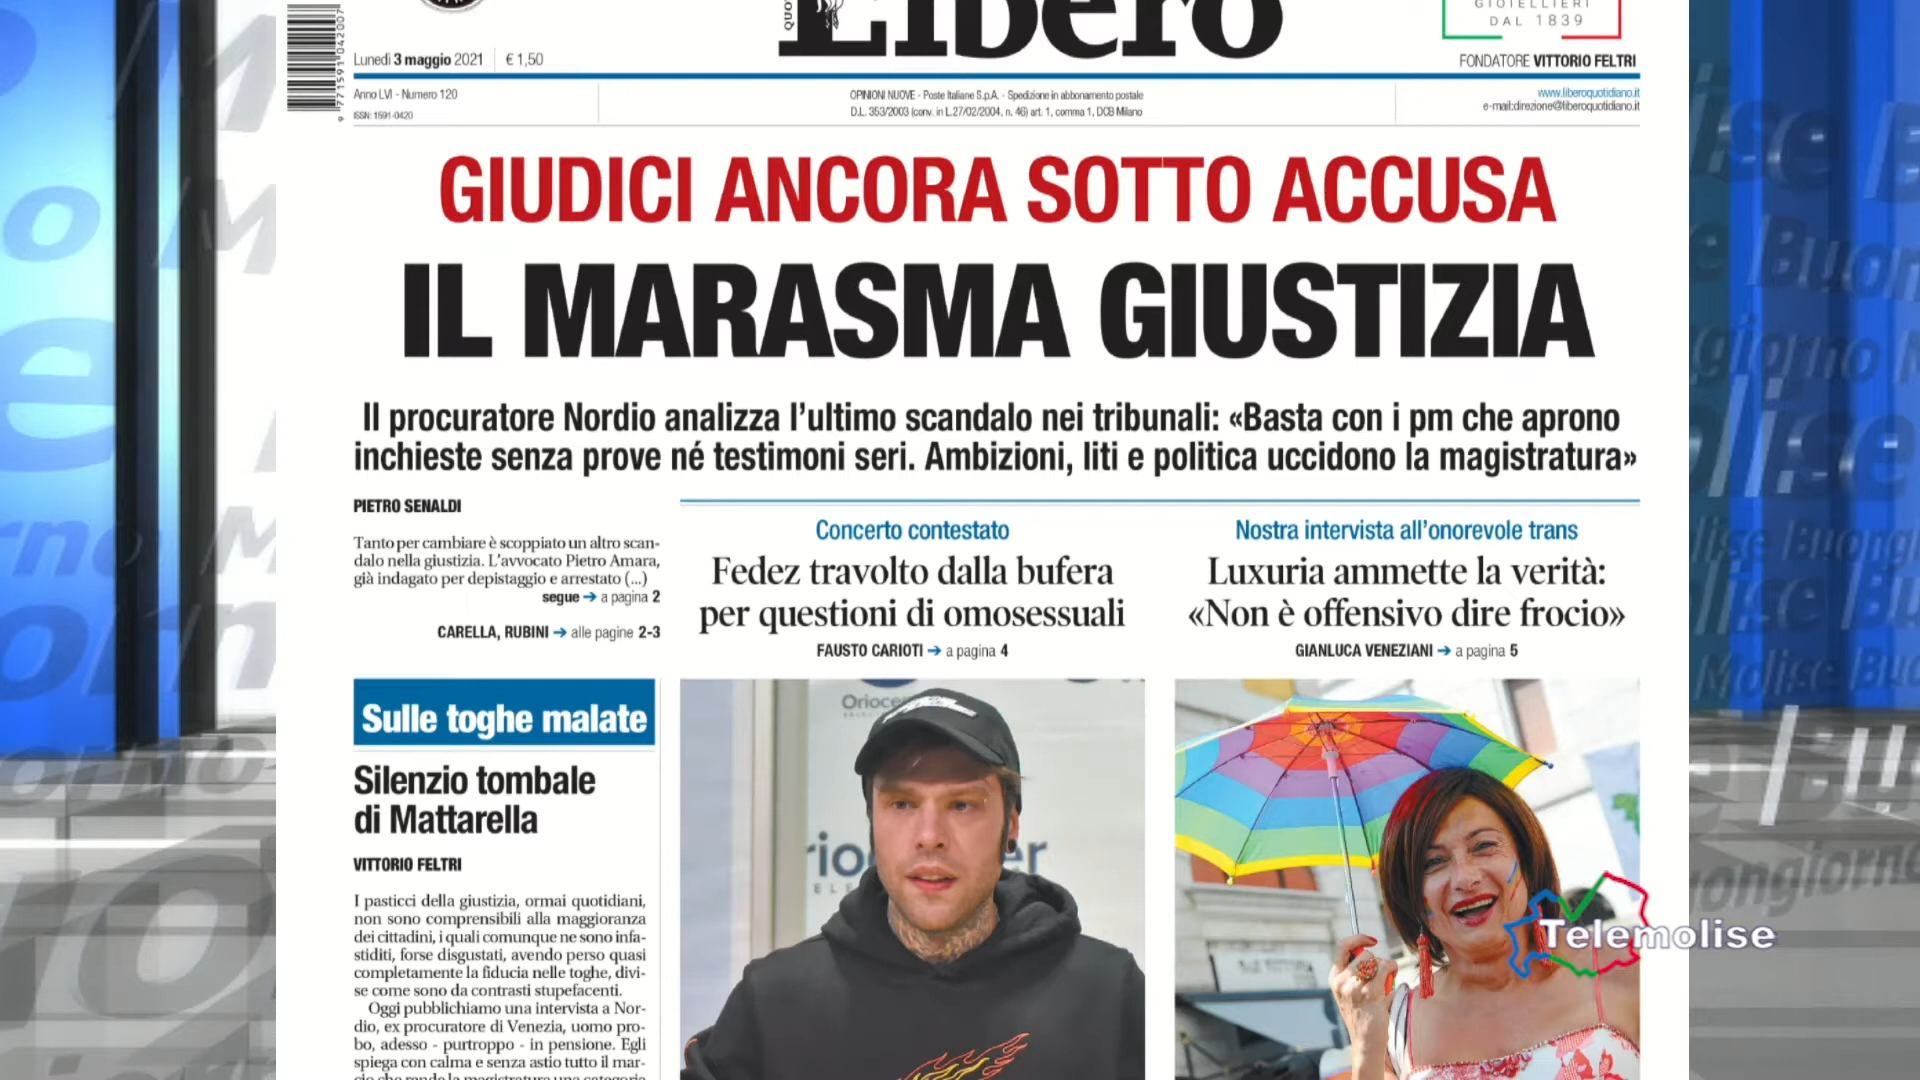 Libero
GIOIELLIERI
DAL 1839
Lunedì 3 maggio 2021 € 1,50
FONDATORE VITTORIO FELTRI
9 771591 042007
Anno LVI - Numero 120
ISSN: 1591-0420
OPINIONI NUOVE - Poste Italiane S.p.A. - Spedizione in abbonamento postale
D.L. 353/2003 (conv. in L.27/02/2004, n. 46) art. 1, comma 1, DCB Milano
www.liberoquotidiano.it
e-mail:direzione@liberoquotidiano.it
GIUDICI ANCORA SOTTO ACCUSA
IL MARASMA GIUSTIZIA
Il procuratore Nordio analizza l'ultimo scandalo nei tribunali: «Basta con i pm che aprono
inchieste senza prove né testimoni seri. Ambizioni, liti e politica uccidono la magistratura»
PIETRO SENALDI
Tanto per cambiare è scoppiato un altro scan-
dalo nella giustizia. L'avvocato Pietro Amara,
già indagato per depistaggio e arrestato (...)
segue → a pagina 2
CARELLA, RUBINI → alle pagine 2-3
Concerto contestato
Fedez travolto dalla bufera
per questioni di omosessuali
FAUSTO CARIOTI → a pagina 4
Nostra intervista all'onorevole trans
Luxuria ammette la verità:
«Non è offensivo dire frocio»
GIANLUCA VENEZIANI → a pagina 5
Sulle toghe malate
Silenzio tombale
di Mattarella
VITTORIO FELTRI
I pasticci della giustizia, ormai quotidiani,
non sono comprensibili alla maggioranza
dei cittadini, i quali comunque ne sono infa-
stiditi, forse disgustati, avendo perso quasi
completamente la fiducia nelle toghe, divi-
se come sono da contrasti stupefacenti.
Oggi pubblichiamo una intervista a Nor-
dio, ex procuratore di Venezia, uomo pro-
bo, adesso - purtroppo - in pensione. Egli
spiega con calma e senza astio tutto il mar-
cio che rende la magistratura una categoria
Telemolise